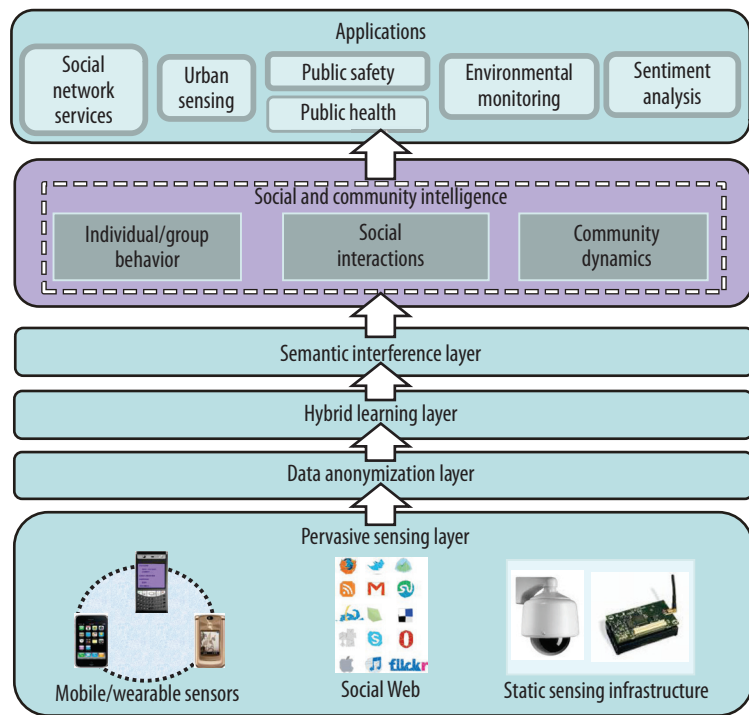 Applications
Social
network
services
Urban
sensing
Public safety
Public health
Environmental
monitoring
Sentiment
analysis
Social and community intelligence
Individual/group
behavior
Social
interactions
Community
dynamics
Semantic interference layer
Hybrid learning layer
Data anonymization layer
Pervasive sensing layer
flickr
Mobile/wearable sensors
Social Web
Static sensing infrastructure